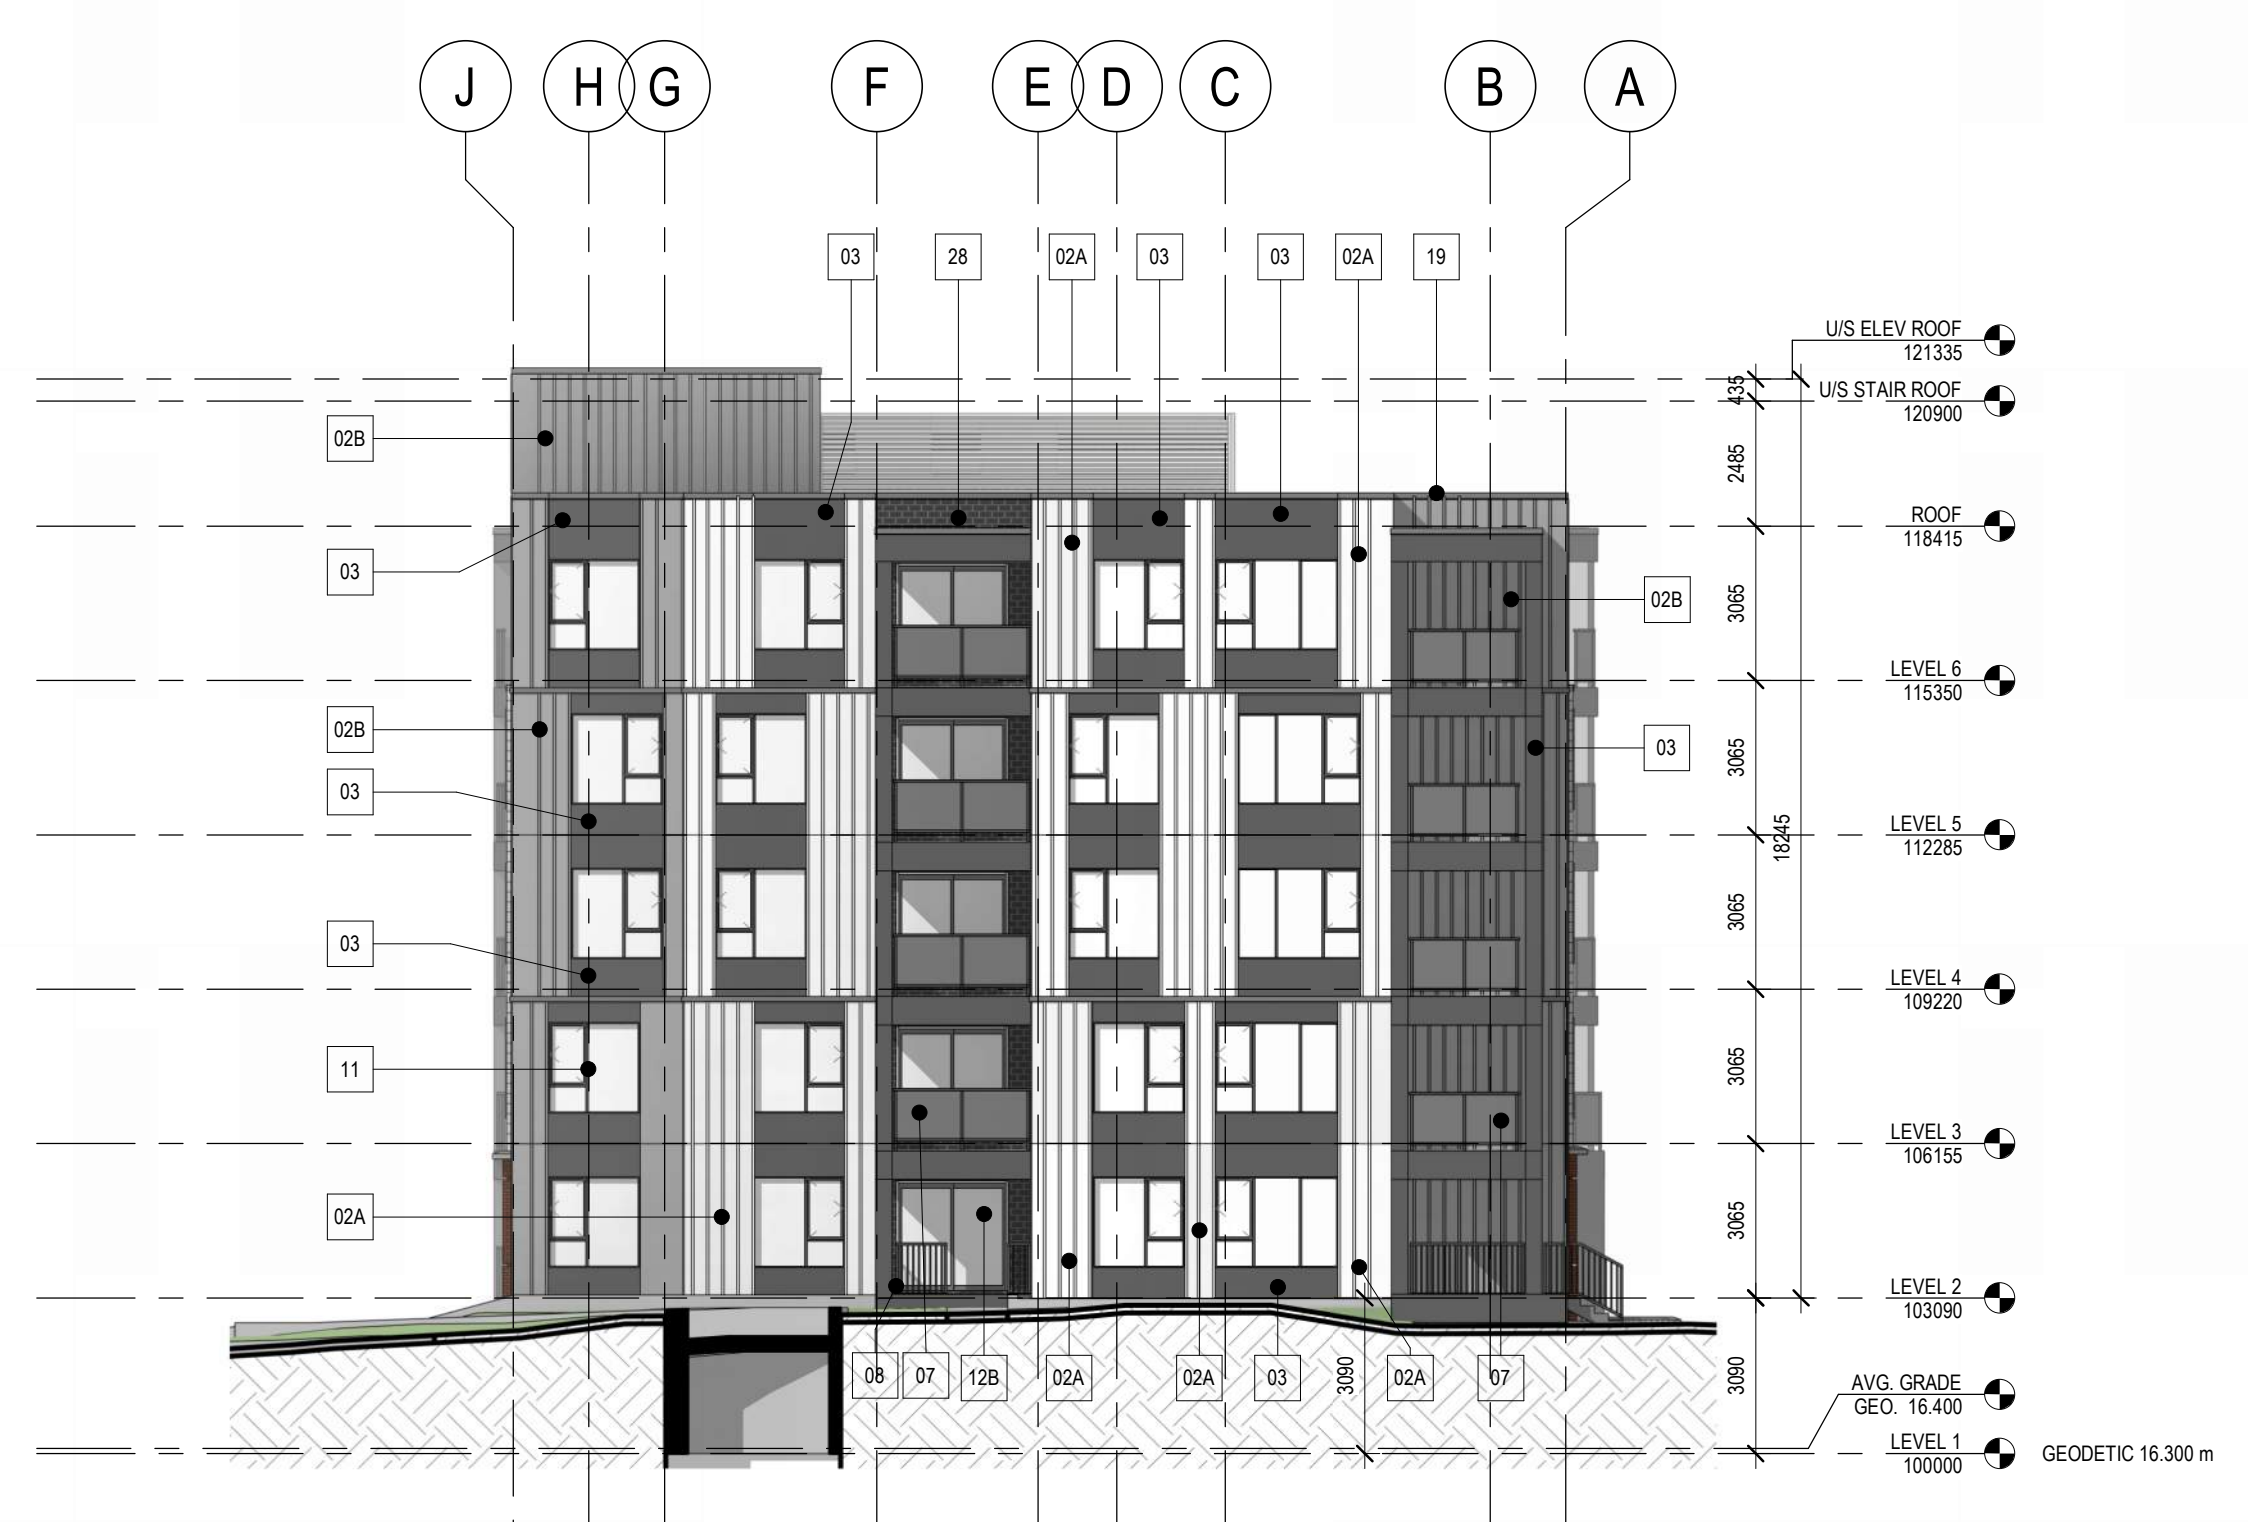 J H G F E D C B A
03 28 02A 03 03 02A 19
U/S ELEV ROOF
121335
435
U/S STAIR ROOF
120900
02B
2485
ROOF
118415
03
02B
3065
LEVEL 6
115350
02B
03
3065
03
LEVEL 5
112285
18245
03
3065
LEVEL 4
109220
11
3065
LEVEL 3
106155
02A
3065
LEVEL 2
103090
08 07 12B 02A 02A 03 3090 02A 07
3090
AVG. GRADE
GEO. 16.400
LEVEL 1
100000
GEODETIC 16.300 m